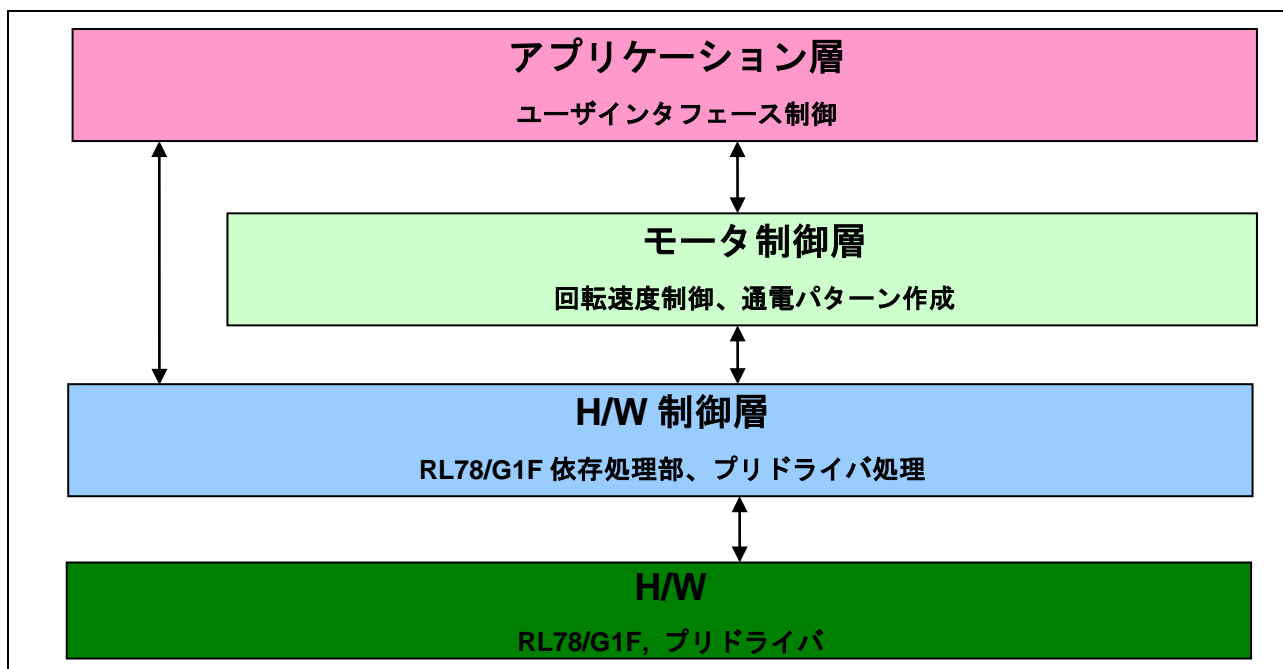 アプリケーション層
ユーザインタフェース制御
モータ制御層
回転速度制御、通電パターン作成
H/W 制御層
RL78/G1F 依存処理部、プリドライバ処理
H/W
RL78/G1F, プリドライバ